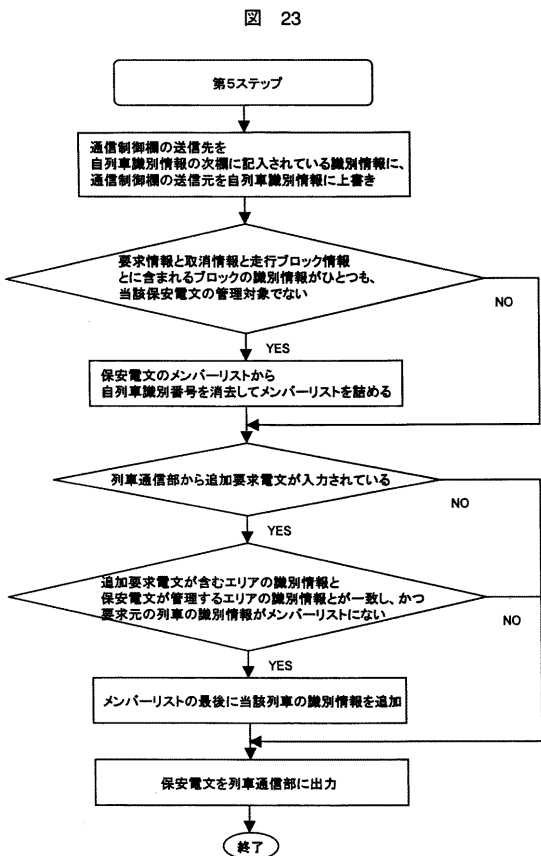 図 23
第5ステップ
通信制御欄の送信先を
自列車識別情報の次欄に記入されている識別情報に、
通信制御欄の送信元を自列車識別情報に上書き
要求情報と取消情報と走行ブロック情報
とに含まれるブロックの識別情報がひとつも、
当該保安電文の管理対象でない
NO
YES
保安電文のメンバーリストから
自列車識別番号を消去してメンバーリストを詰める
列車通信部から追加要求電文が入力されている
NO
YES
追加要求電文が含むエリアの識別情報と
保安電文が管理するエリアの識別情報とが一致し、かつ
要求元の列車の識別情報がメンバーリストにない
NO
YES
メンバーリストの最後に当該列車の識別情報を追加
保安電文を列車通信部に出力
終了